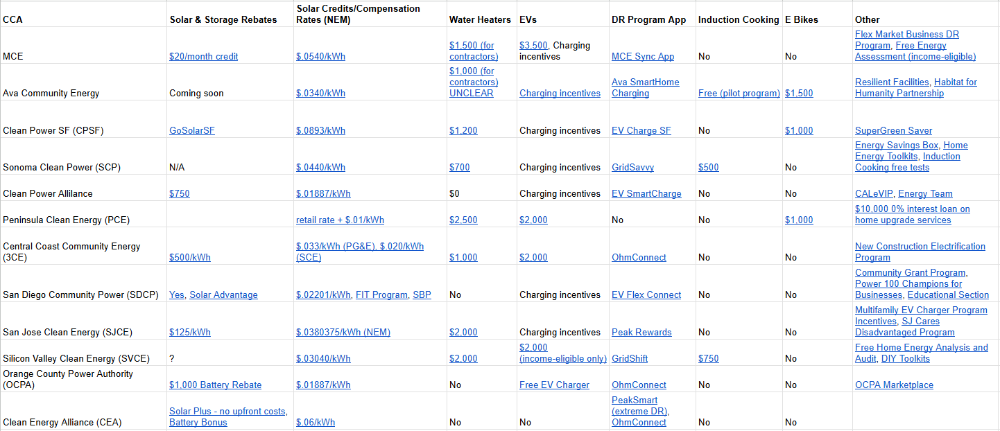 CCA
Solar & Storage Rebates
Solar Credits/Compensation
Rates (NEM)
Water Heaters
EVs
DR Program App
Induction Cooking
E Bikes
Other
MCE
$20/month credit
$.0540/kWh
$1,500 (for
contractors)
$3,500, Charging
incentives
MCE Sync App
No
No
Flex Market Business DR
Program, Free Energy
Assessment (income-eligible)
Ava Community Energy
Coming soon
$.0340/kWh
$1,000 (for
contractors)
UNCLEAR
Charging incentives
Ava SmartHome
Charging
Free (pilot program)
$1,500
Resilient Facilities, Habitat for
Humanity Partnership
Clean Power SF (CPSF)
GoSolarSF
$.0893/kWh
$1,200
Charging incentives
EV Charge SF
No
$1,000
SuperGreen Saver
Sonoma Clean Power (SCP)
N/A
$.0440/kWh
$700
Charging incentives
GridSavvy
$500
No
Energy Savings Box, Home
Energy Toolkits, Induction
Cooking free tests
Clean Power Allilance
$750
$.01887/kWh
$0
Charging incentives
EV SmartCharge
No
No
CALeVIP, Energy Team
Peninsula Clean Energy (PCE)
retail rate + $.01/kWh
$2,500
$2,000
No
No
$1,000
$10,000 0% interest loan on
home upgrade services
Central Coast Community Energy
(3CE)
$500/kWh
$.033/kWh (PG&E), $.020/kWh
(SCE)
$1,000
$2,000
OhmConnect
No
No
New Construction Electrification
Program
San Diego Community Power (SDCP)
Yes, Solar Advantage
$.02201/kWh, FIT Program, SBP
No
Charging incentives
EV Flex Connect
No
No
Community Grant Program,
Power 100 Champions for
Businesses, Educational Section
San Jose Clean Energy (SJCE)
$125/kWh
$.0380375/kWh (NEM)
$2,000
Charging incentives
Peak Rewards
No
No
Multifamily EV Charger Program
Incentives, SJ Cares
Disadvantaged Program
Silicon Valley Clean Energy (SVCE)
?
$.03040/kWh
$2,000
$2,000
(income-eligible only)
GridShift
$750
No
Free Home Energy Analysis and
Audit, DIY Toolkits
Orange County Power Authority
(OCPA)
$1,000 Battery Rebate
$.01887/kWh
No
Free EV Charger
OhmConnect
No
No
OCPA Marketplace
Clean Energy Alliance (CEA)
Solar Plus - no upfront costs,
Battery Bonus
$.06/kWh
No
No
PeakSmart
(extreme DR),
OhmConnect
No
No